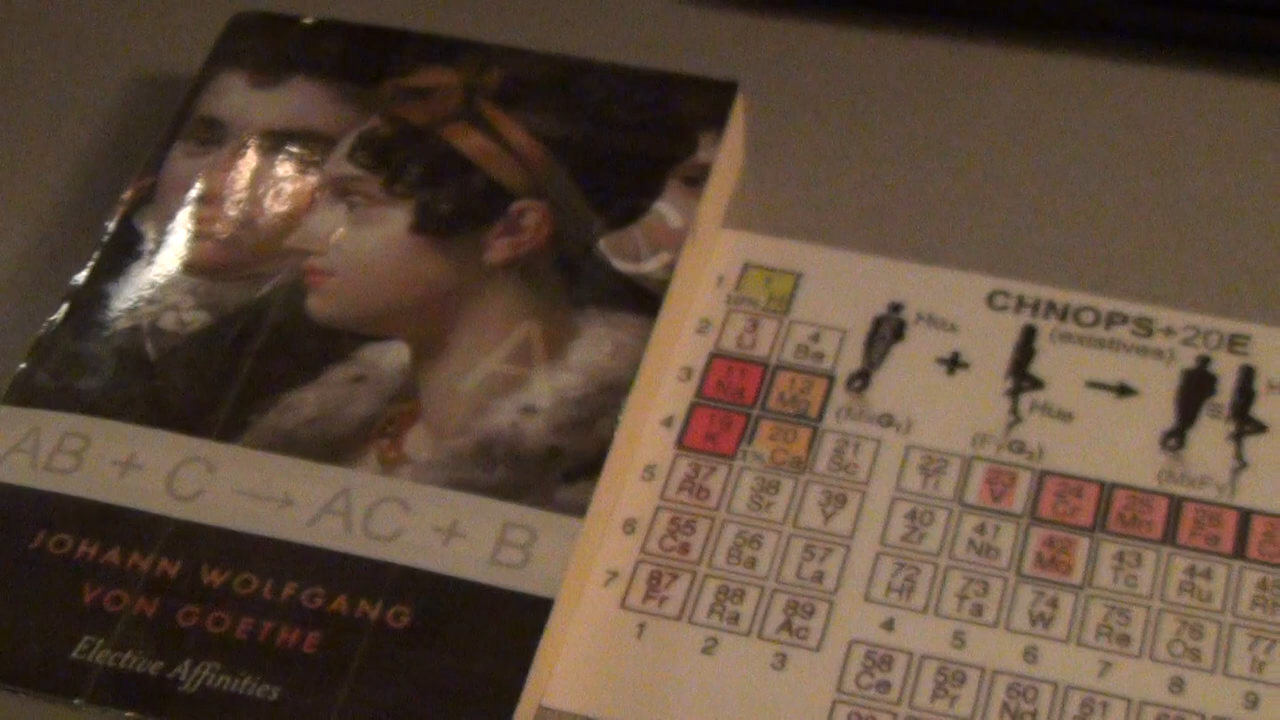 A
AB + C → AC + B
JOHANN WOLFGANG
VON GOETHE
Elective Affinities
CHNOPS+20E
(existives)
+ →
1
2 3 Li 4 Be
3 11 Na 12 Mg
4 19 K 20 Ca 21 Sc 22 Ti 23 V 24 Cr 25 Mn 26 Fe
5 37 Rb 38 Sr 39 Y 40 Zr 41 Nb 42 Mo 43 Tc 44 Ru
6 55 Cs 56 Ba 57 La 72 Hf 73 Ta 74 W 75 Re 76 Os 77 Ir
7 87 Fr 88 Ra 89 Ac
1 2 3 4 5 6 7 8 9
58 Ce 59 Pr 60 Nd 61